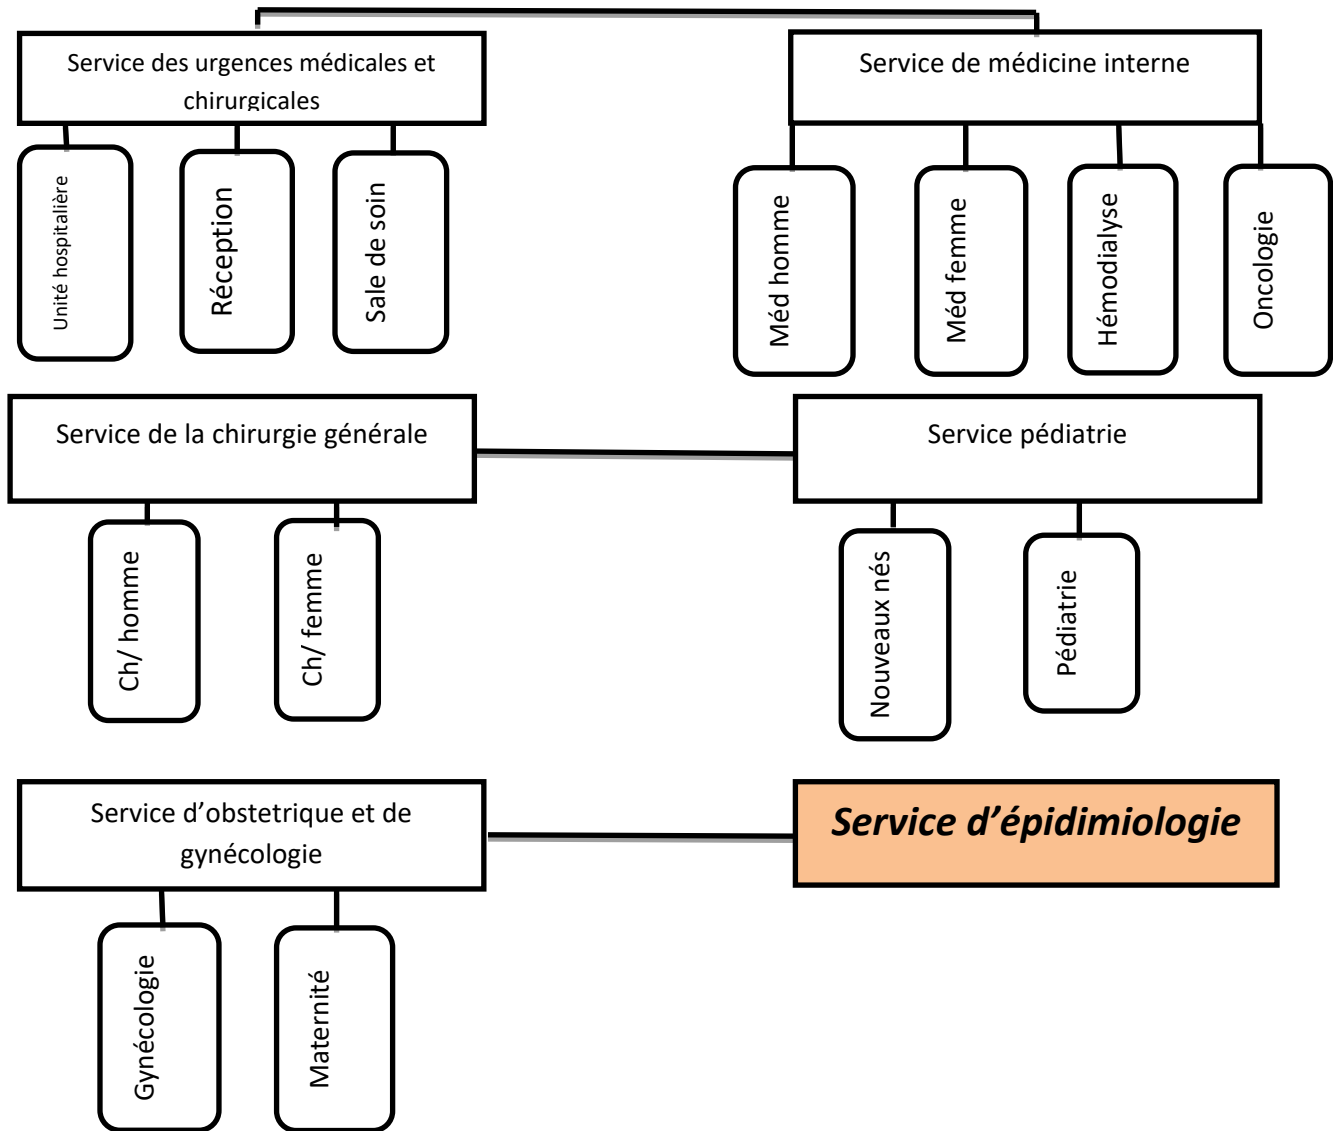 Service des urgences médicales et
chirurgicales
Service de médicine interne
Unité hospitalière
Réception
Sale de soin
Méd homme
Méd femme
Hémodialyse
Oncologie
Service de la chirurgie générale
Service pédiatrie
Ch/ homme
Ch/ femme
Nouveaux nés
Pédiatrie
Service d’obstetrique et de
gynécologie
Service d’épidimiologie
Gynécologie
Maternité